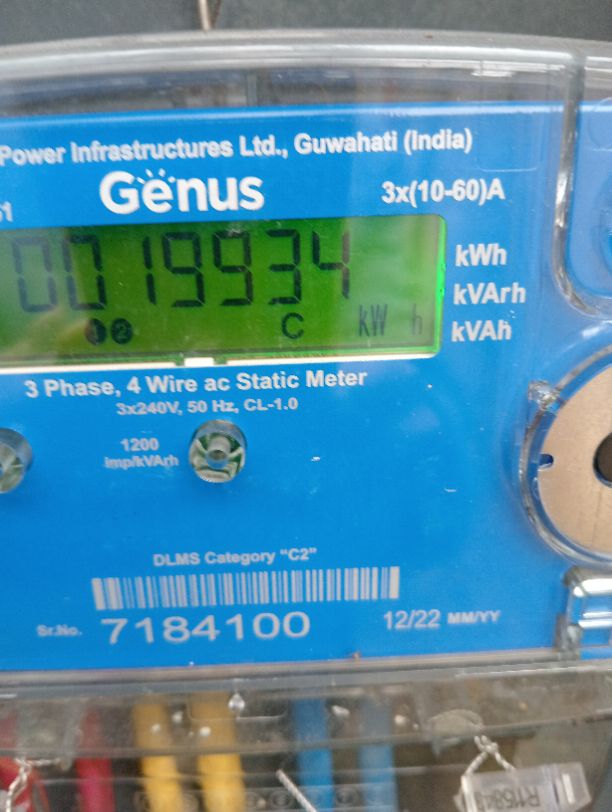 Power Infrastructures Ltd., Guwahati (India)
Genus
3x(10-60)A
0019934
kWh
kVArh
kVAh
C kW h
3 Phase, 4 Wire ac Static Meter
3x240V, 50 Hz, CL-1.0
1200
imp/kVArh
DLMS Category "C2"
Sr.No. 7184100 12/22 MM/YY